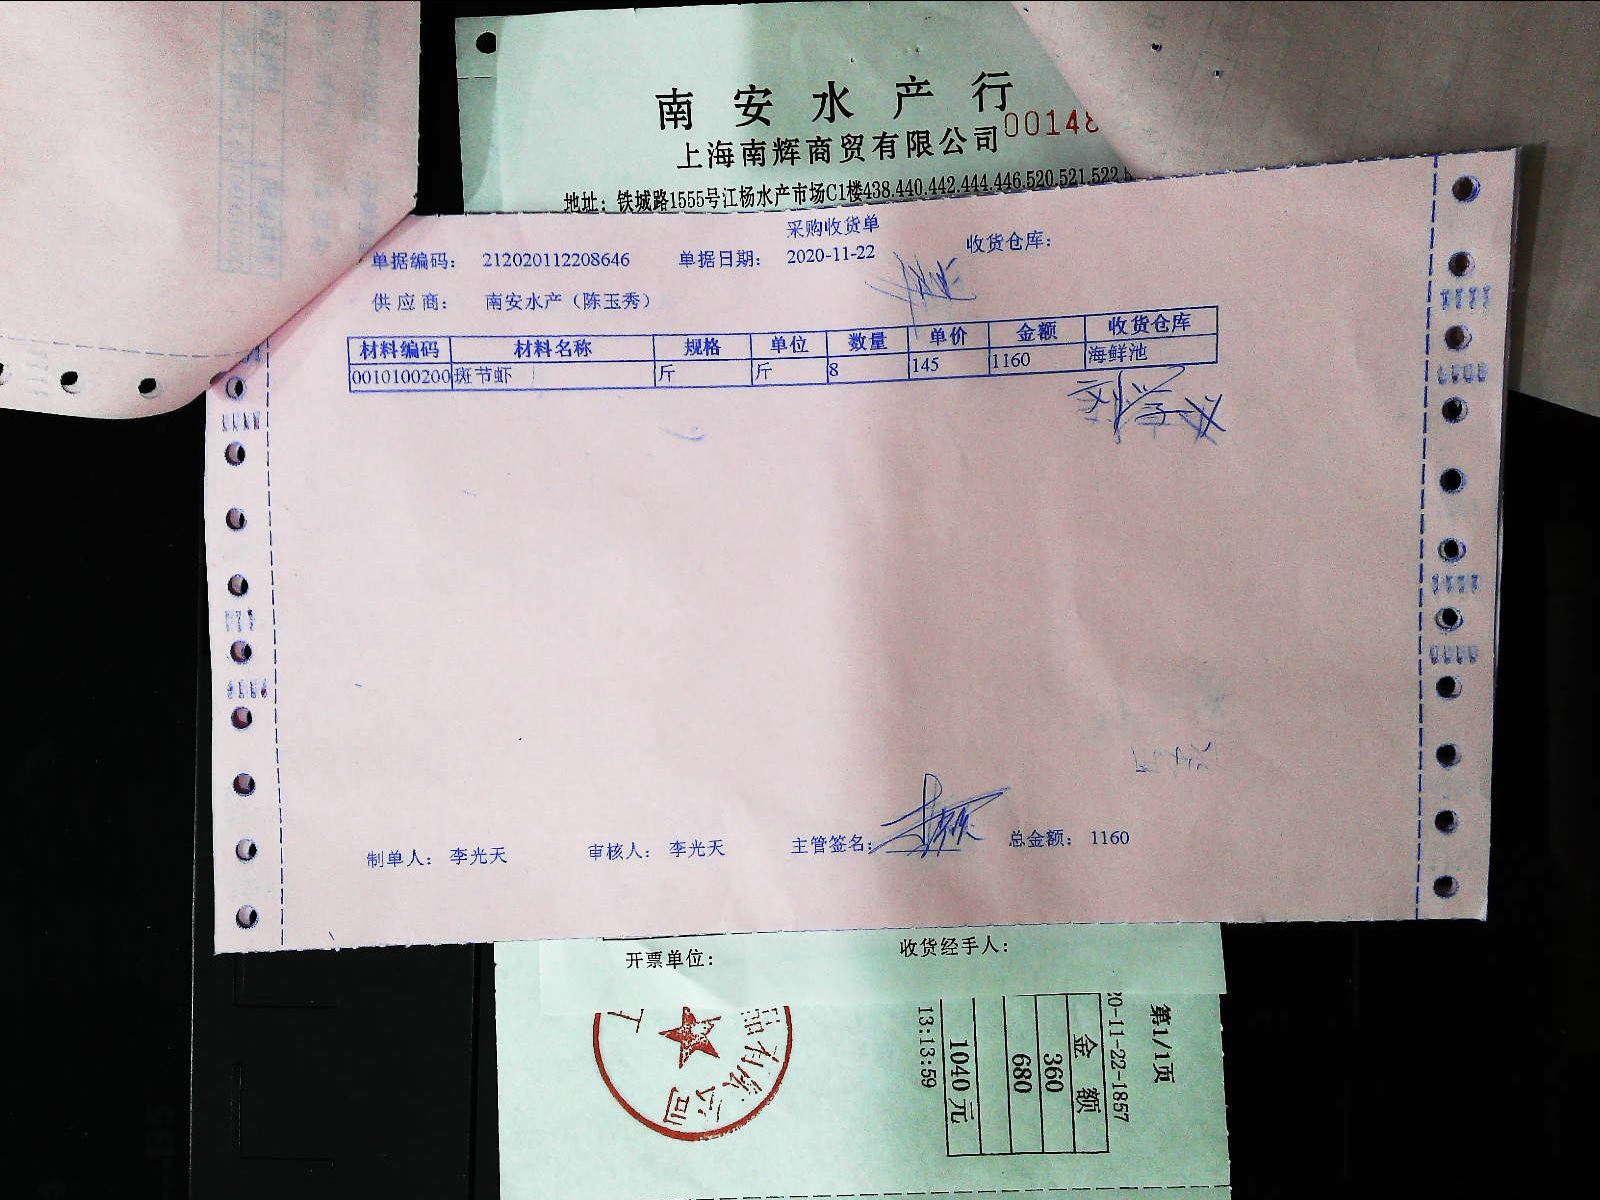 南安水产行
上海南辉商贸有限公司 00148
地址：铁城路1555号江杨水产市场C1楼438.440.442.444.446.520.521.522
采购收货单
单据编码： 212020112208646 单据日期： 2020-11-22 收货仓库：
供应商： 南安水产（陈玉秀）
材料编码 材料名称 规格 单位 数量 单价 金额 收货仓库
0010100200 斑节虾 斤 斤 8 145 1160 海鲜池
制单人： 李光天 审核人： 李光天 主管签名： 总金额： 1160
开票单位： 收货经手人：
第1/1页
20-11-22-1857
金额
360
680
1040元
13:13:59
品有限公司